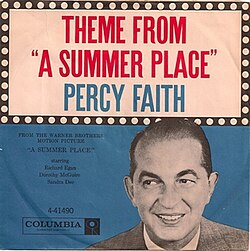 THEME FROM
"A SUMMER PLACE"
PERCY FAITH
FROM THE WARNER BROTHERS
MOTION PICTURE
"A SUMMER PLACE"
starring
Richard Egan
Dorothy McGuire
Sandra Dee
4-41490
COLUMBIA